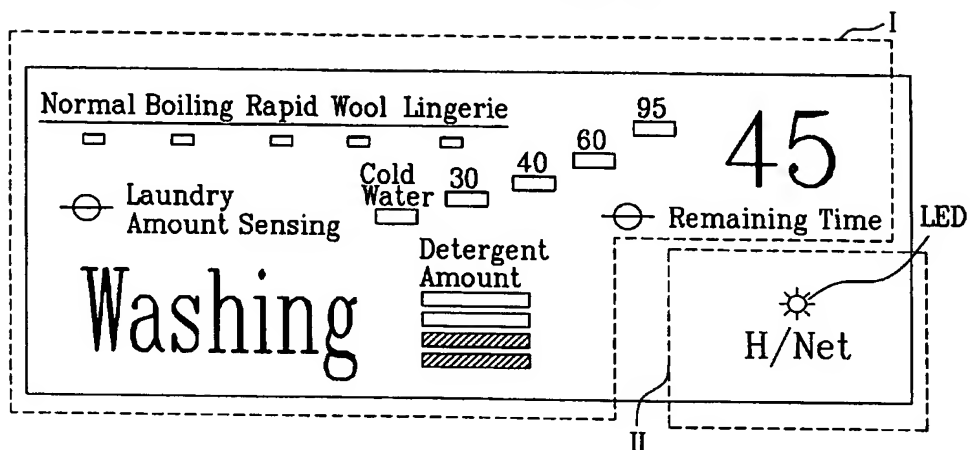 I
Normal Boiling Rapid Wool Lingerie
95
45
60
40
30
Cold
Water
Laundry
Amount Sensing
Remaining Time
LED
Detergent
Amount
Washing
H/Net
II